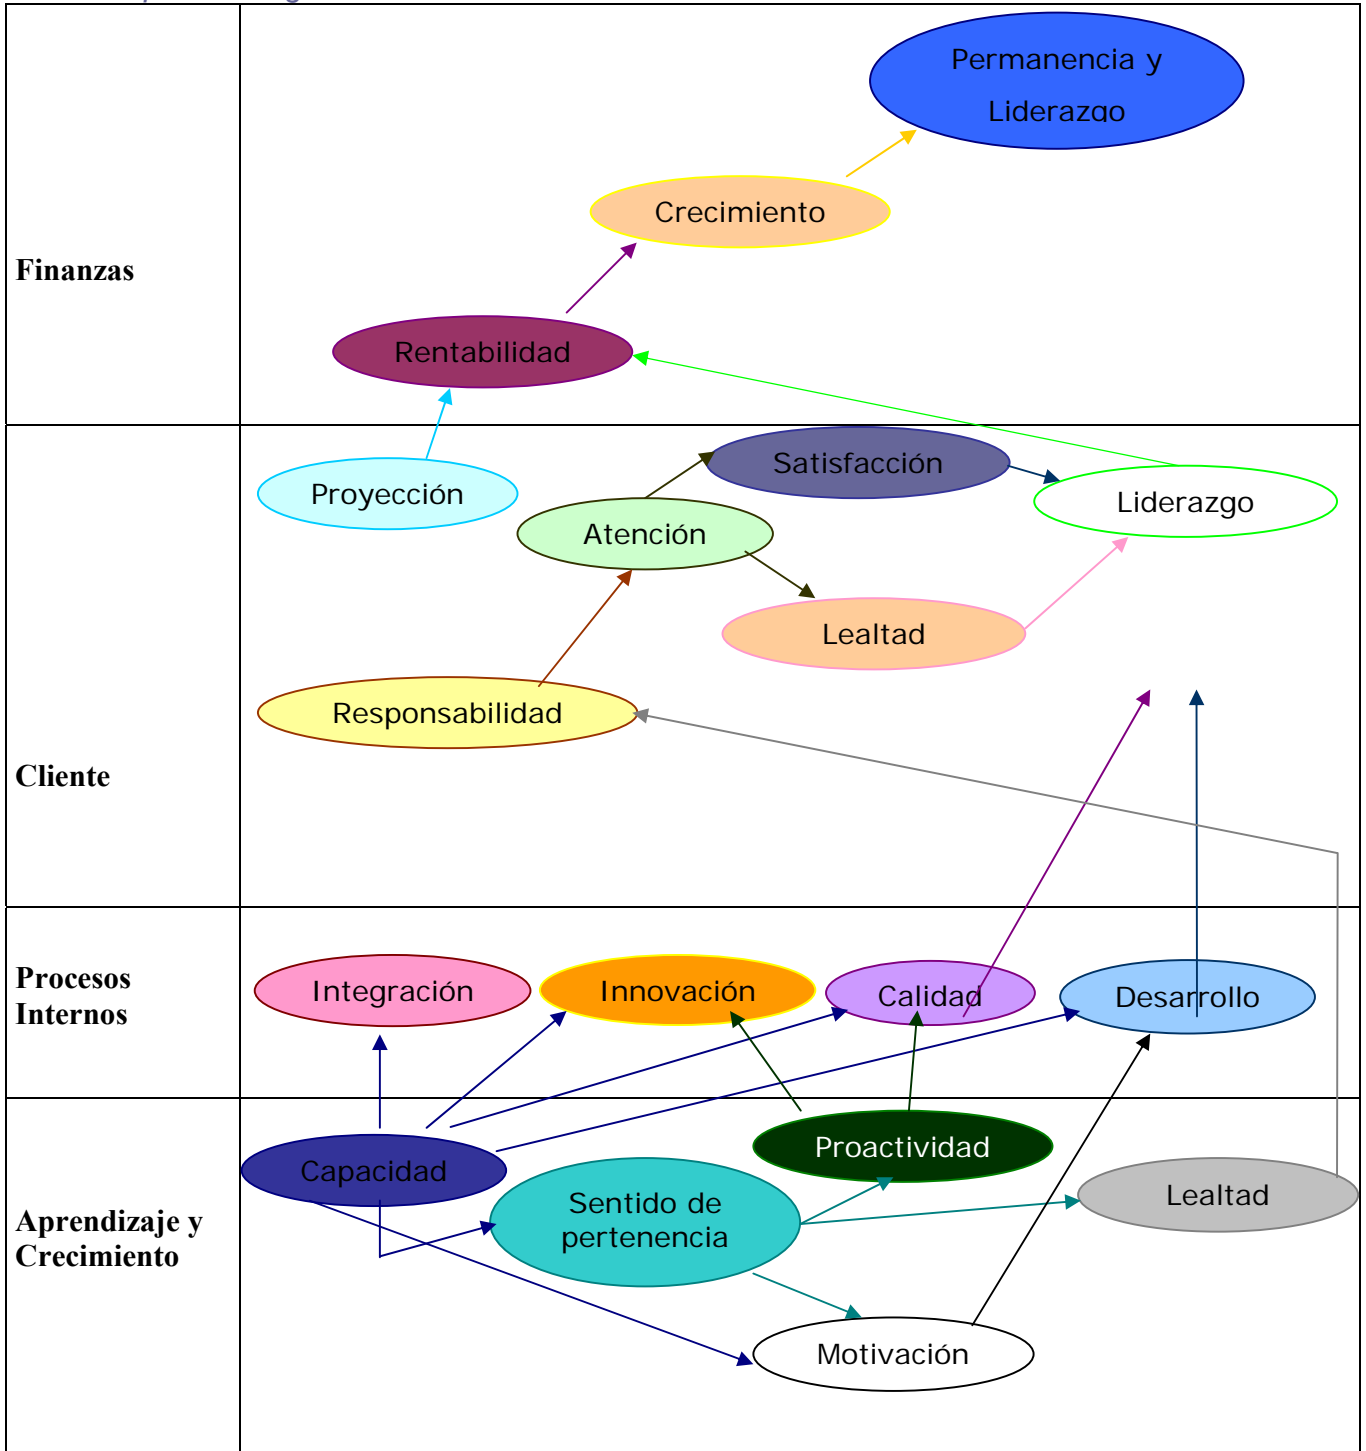 Permanencia y
Liderazgo
Crecimiento
Finanzas
Rentabilidad
Satisfacción
Proyección
Liderazgo
Atención
Lealtad
Responsabilidad
Cliente
Procesos
Internos
Integración
Innovación
Calidad
Desarrollo
Proactividad
Capacidad
Lealtad
Sentido de
pertenencia
Aprendizaje y
Crecimiento
Motivación